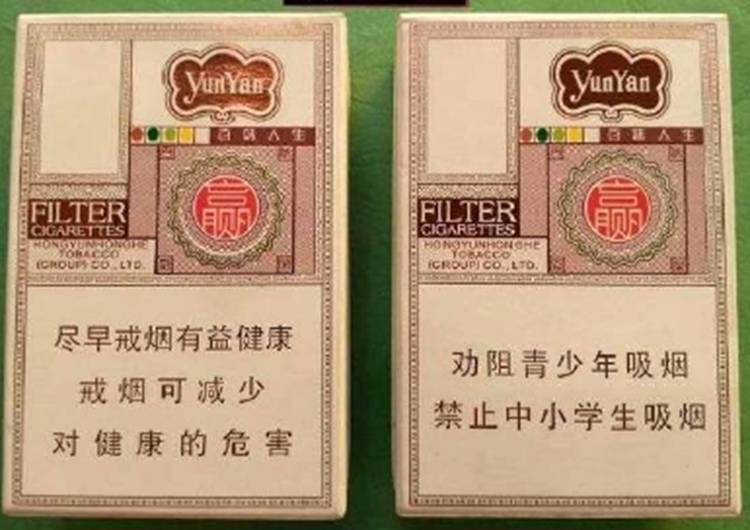 YunYan
百味人生
赢
FILTER
CIGARETTES
HONGYUNHONGHE
TOBACCO
(GROUP) CO., LTD.
尽早戒烟有益健康
戒烟可减少
对健康的危害
YunYan
百味人生
赢
FILTER
CIGARETTES
HONGYUNHONGHE
TOBACCO
(GROUP) CO., LTD.
劝阻青少年吸烟
禁止中小学生吸烟